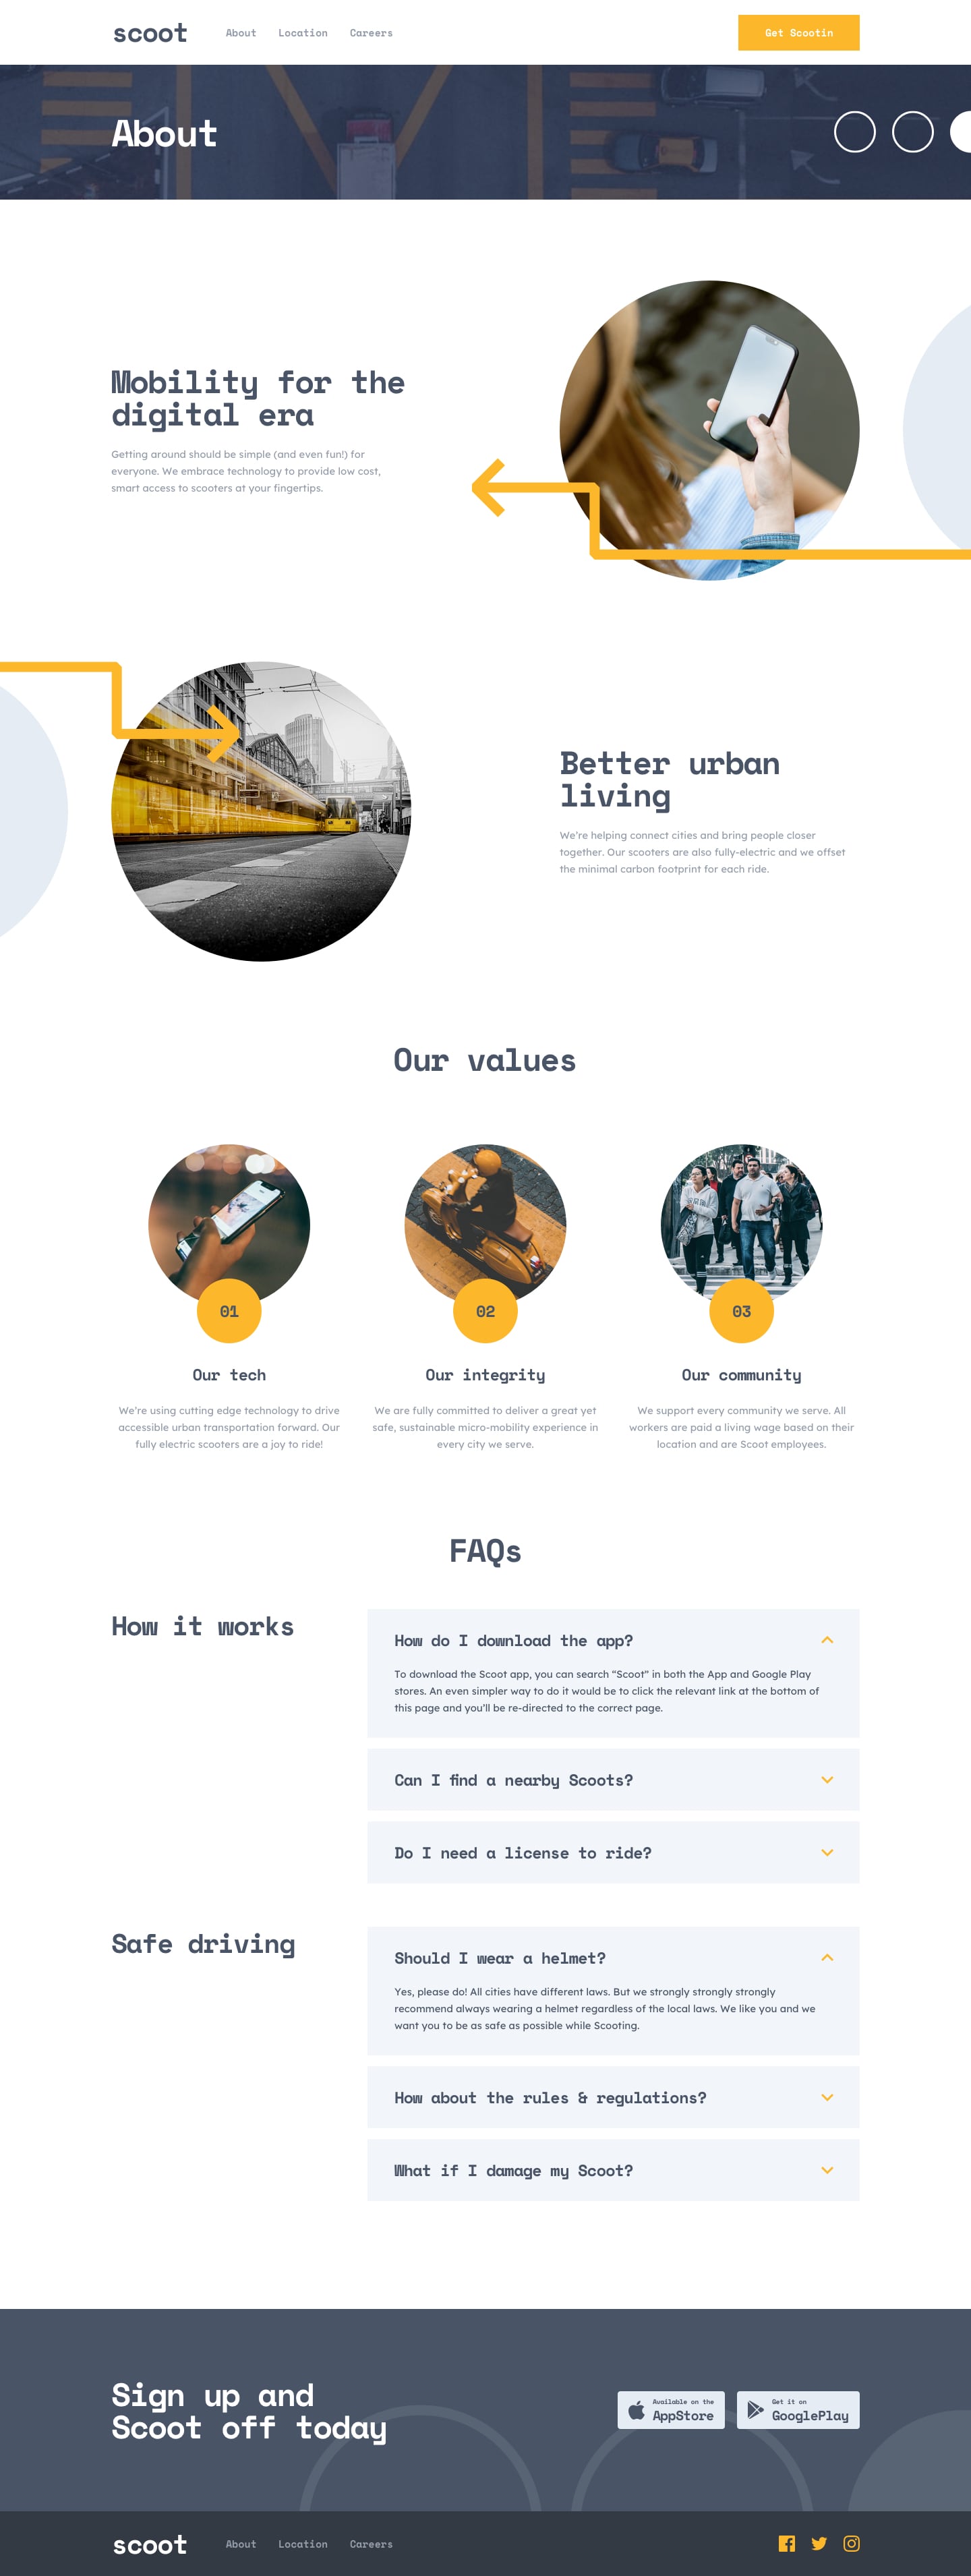 scoot
About
Location
Careers
Get Scootin
About
Mobility for the
digital era
Getting around should be simple (and even fun!) for
everyone. We embrace technology to provide low cost,
smart access to scooters at your fingertips.
Better urban
living
We're helping connect cities and bring people closer
together. Our scooters are also fully-electric and we offset
the minimal carbon footprint for each ride.
Our values
01
Our tech
We're using cutting edge technology to drive
accessible urban transportation forward. Our
fully electric scooters are a joy to ride!
02
Our integrity
We are fully committed to deliver a great yet
safe, sustainable micro-mobility experience in
every city we serve.
03
Our community
We support every community we serve. All
workers are paid a living wage based on their
location and are Scoot employees.
FAQs
How it works
How do I download the app?
To download the Scoot app, you can search “Scoot” in both the App and Google Play
stores. An even simpler way to do it would be to click the relevant link at the bottom of
this page and you'll be re-directed to the correct page.
Can I find a nearby Scoots?
Do I need a license to ride?
Safe driving
Should I wear a helmet?
Yes, please do! All cities have different laws. But we strongly strongly strongly
recommend always wearing a helmet regardless of the local laws. We like you and we
want you to be as safe as possible while Scooting.
How about the rules & regulations?
What if I damage my Scoot?
Sign up and
Scoot off today
Available on the
AppStore
Get it on
GooglePlay
scoot
About
Location
Careers